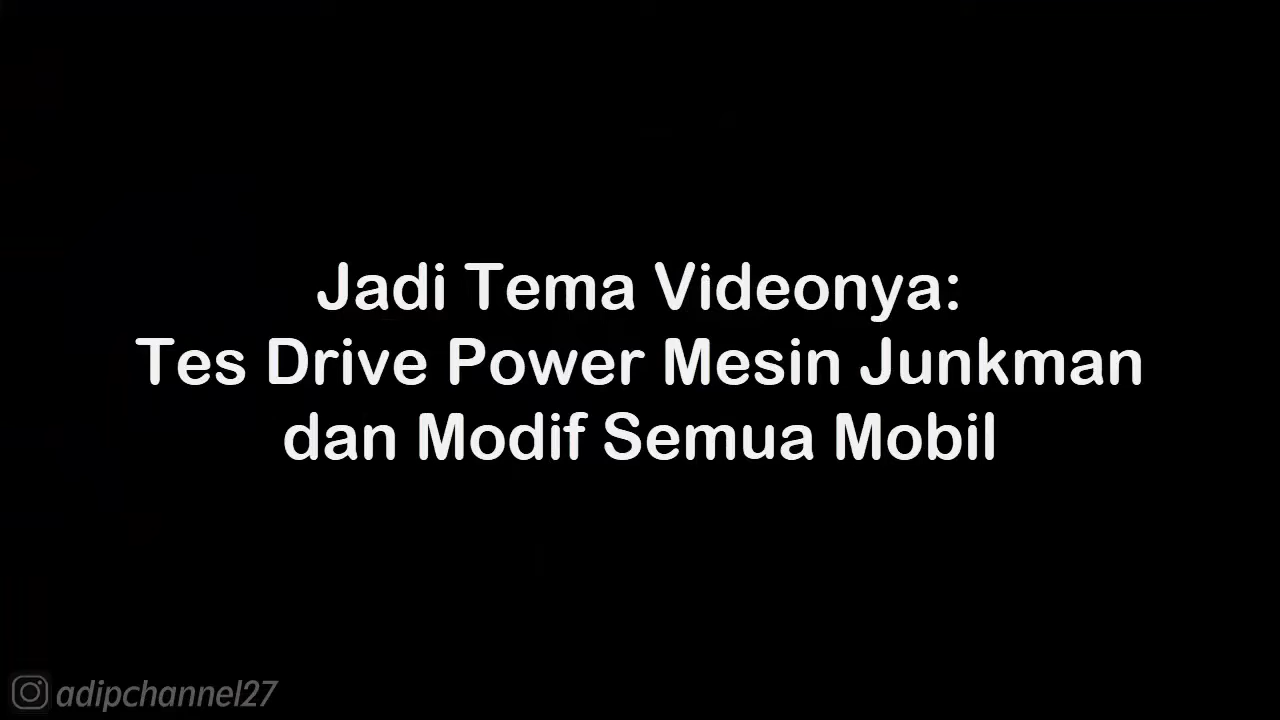 Jadi Tema Videonya:
Tes Drive Power Mesin Junkman
dan Modif Semua Mobil
adipchannel27